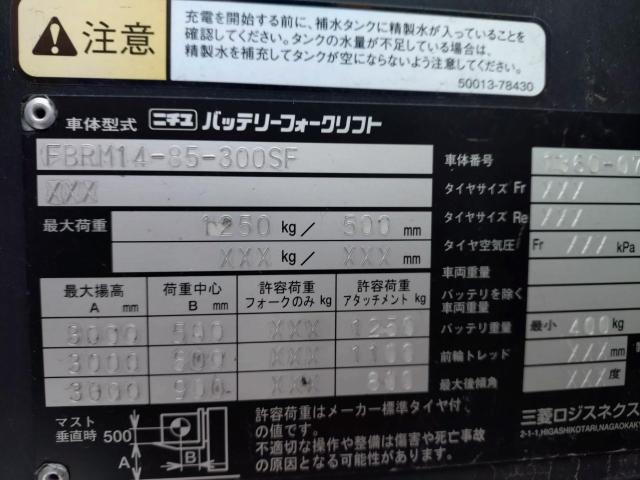 注意
充電を開始する前に、補水タンクに精製水が入っていることを
確認してください。タンクの水量が不足している場合は、
精製水を補充してタンクが空にならないよう注意してください。
50013-78430
車体型式 ニチユ バッテリーフォークリフト
FBRM14-85-300SF
XXX
最大荷重 1250 kg/ 500 mm
XXX kg/ XXX mm
最大揚高 A mm 荷重中心 B mm 許容荷重 フォークのみ kg 許容荷重 アタッチメント kg
3000 500 XXX 1250
3000 600 XXX 1100
3000 900 XXX 800
マスト
垂直時 500
A
B
許容荷重はメーカー標準タイヤ付
の値です。
不適切な操作や整備は傷害や死亡事故
の原因となる可能性があります。
車体番号
タイヤサイズ Fr ///
タイヤサイズ Re ///
タイヤ空気圧 Fr /// kPa
車両重量
バッテリを除く
車両重量
バッテリ重量 最小 400 kg
前輪トレッド /// mm
最大後傾角 /// 度
三菱ロジスネクス
2-1-1,HIGASHIKOTARI,NAGAOKAKY